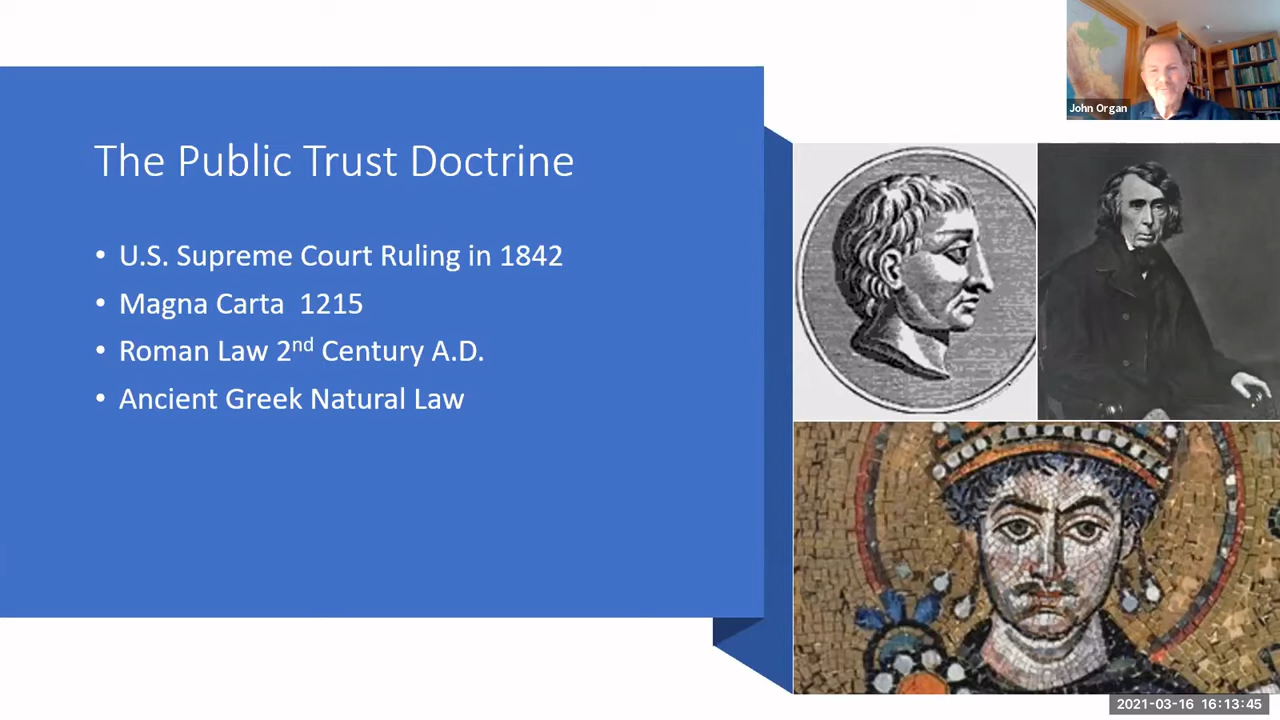 John Organ
The Public Trust Doctrine
• U.S. Supreme Court Ruling in 1842
• Magna Carta  1215
• Roman Law 2nd Century A.D.
• Ancient Greek Natural Law
2021-03-16 16:13:45